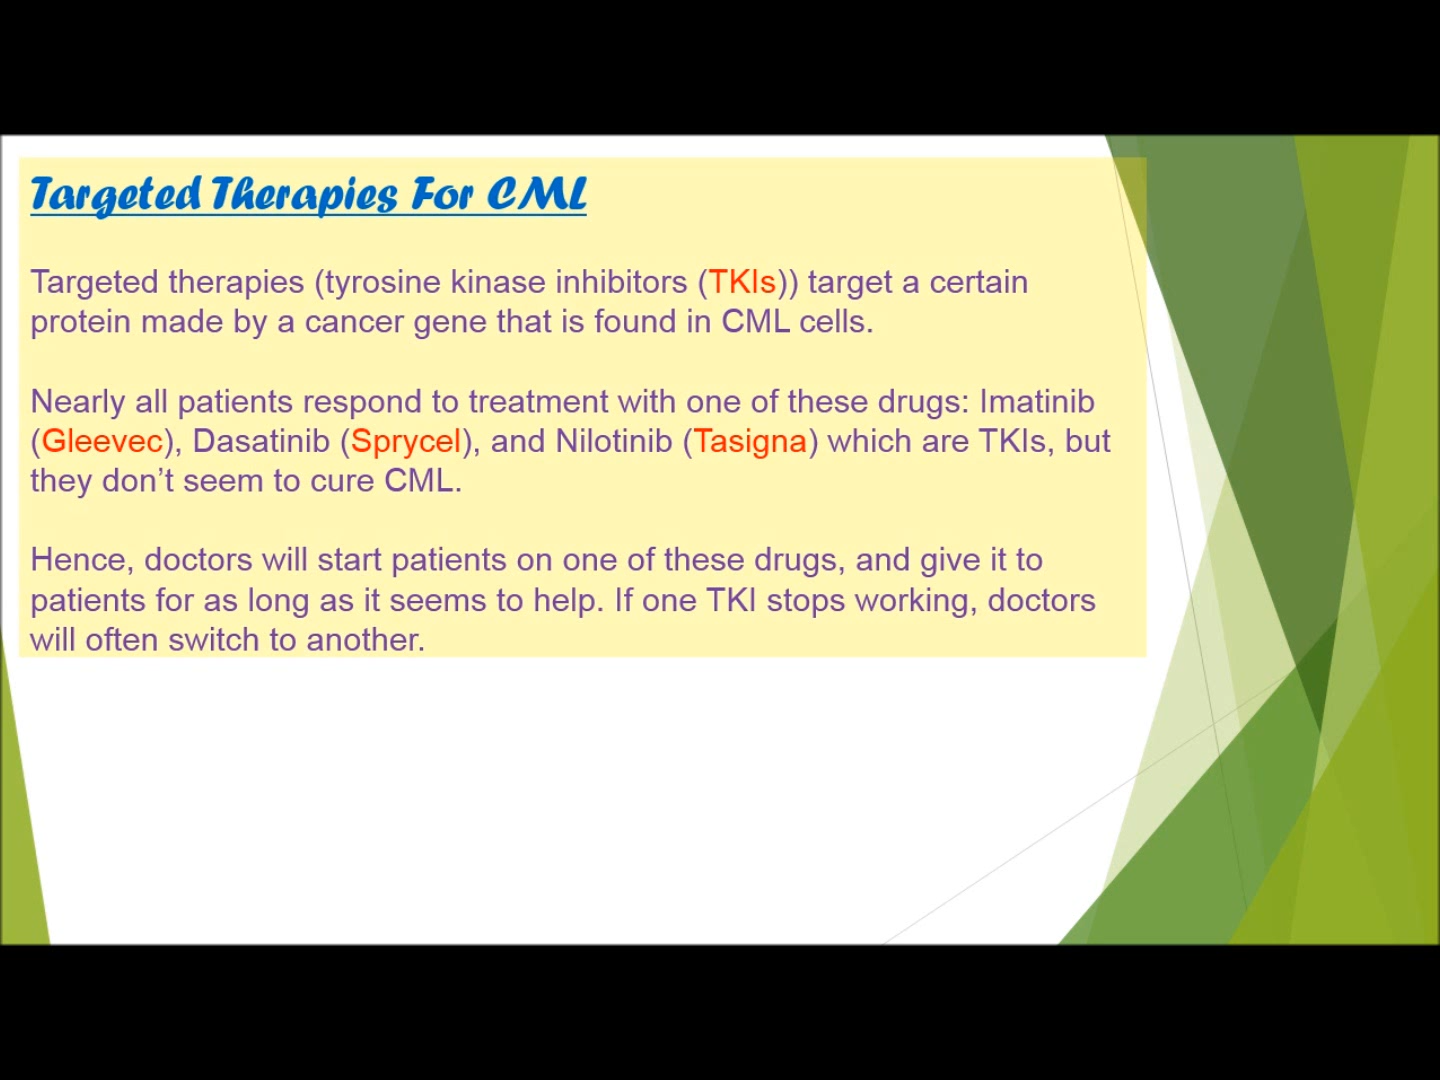 Targeted Therapies For CML
Targeted therapies (tyrosine kinase inhibitors (TKIs)) target a certain
protein made by a cancer gene that is found in CML cells.
Nearly all patients respond to treatment with one of these drugs: Imatinib
(Gleevec), Dasatinib (Sprycel), and Nilotinib (Tasigna) which are TKIs, but
they don’t seem to cure CML.
Hence, doctors will start patients on one of these drugs, and give it to
patients for as long as it seems to help. If one TKI stops working, doctors
will often switch to another.